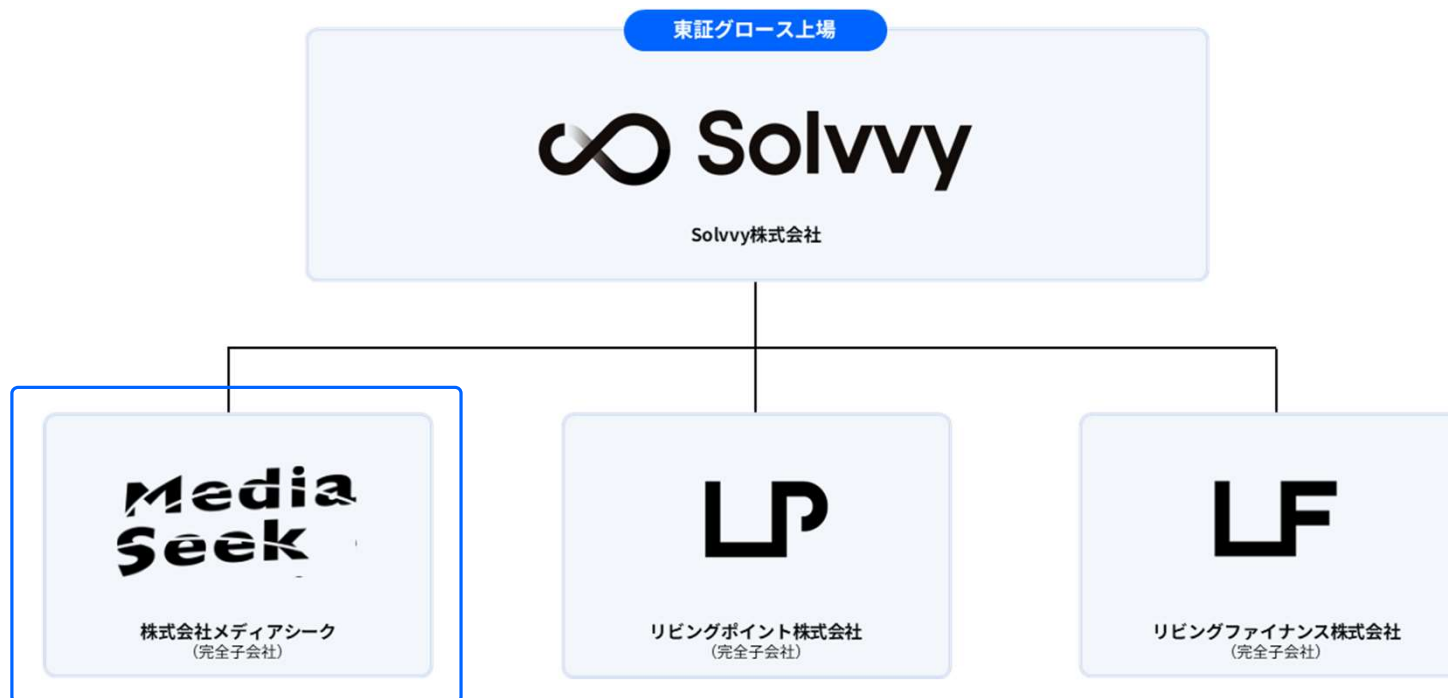 東証グロース上場
Solvvy
Solvvy株式会社
Media
Seek
LP
LF
株式会社メディアシーク
（完全子会社）
リビングポイント株式会社
（完全子会社）
リビングファイナンス株式会社
（完全子会社）